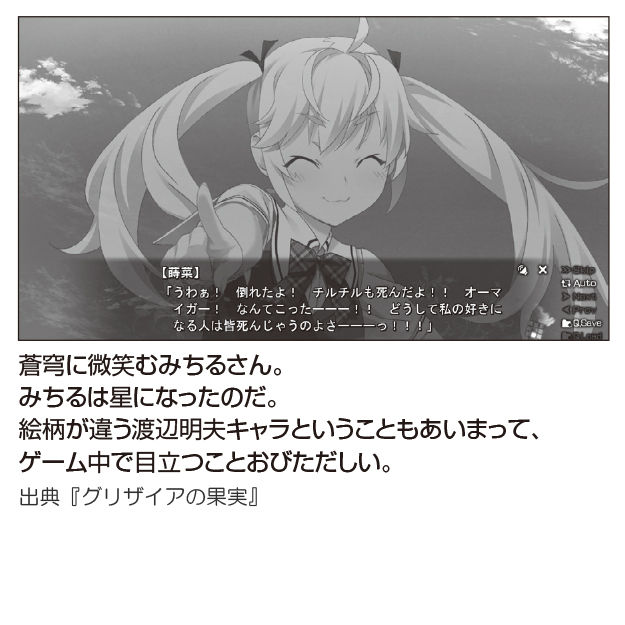 【蒔菜】
「うわぁ！　倒れたよ！　チルチルも死んだよ！！　オーマ
イガー！　なんてこったーーー！！　どうして私の好きに
なる人は皆死んじゃうのよさーーーっ！！！」
Skip
Auto
Next
Prev
Q.Save
Q.Load
蒼穹に微笑むみちるさん。
みちるは星になったのだ。
絵柄が違う渡辺明夫キャラということもあいまって、
ゲーム中で目立つことおびただしい。
出典『グリザイアの果実』